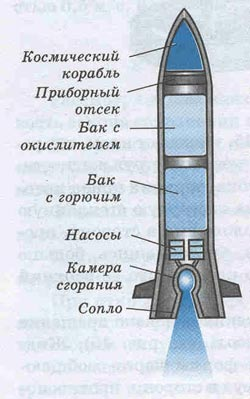 Космический
корабль
Приборный
отсек
Бак с
окислителем
Бак
с горючим
Насосы
Камера
сгорания
Сопло